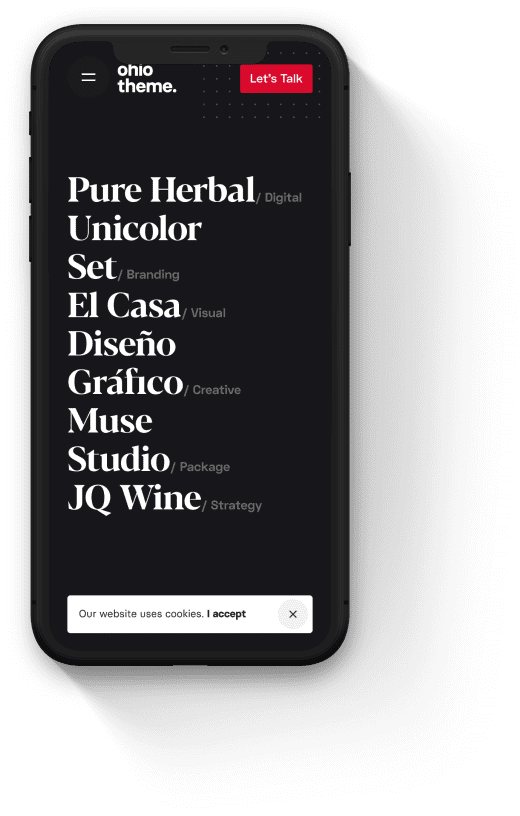 ohio
theme.
Let's Talk
Pure Herbal / Digital
Unicolor
Set / Branding
El Casa / Visual
Diseño
Gráfico / Creative
Muse
Studio / Package
JQ Wine / Strategy
Our website uses cookies. I accept